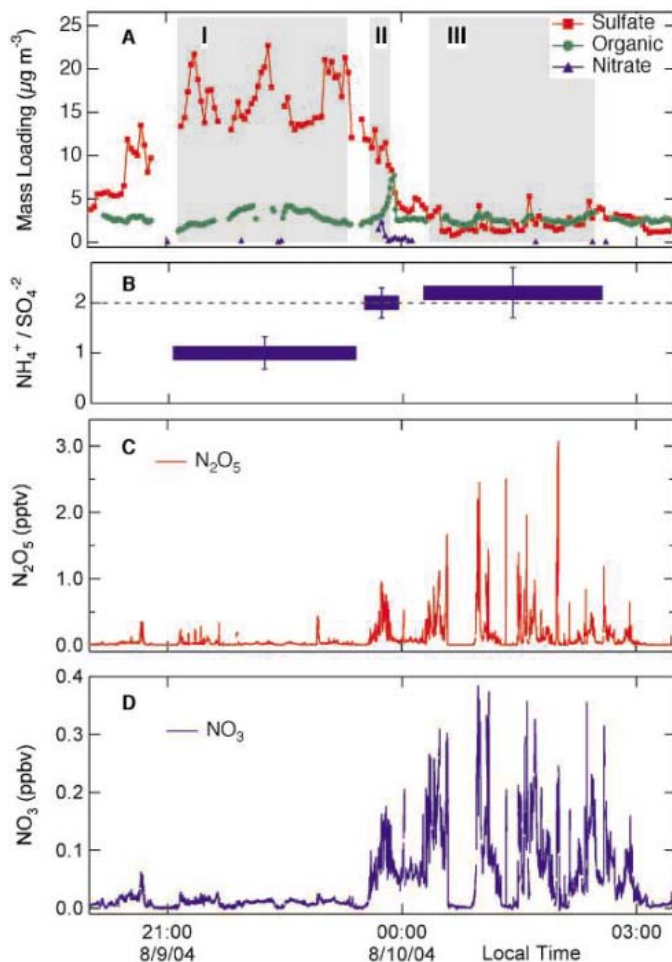 A
I
II
III
Sulfate
Organic
Nitrate
25
20
15
10
5
0
Mass Loading (µg m-3)
B
2
1
0
NH4+ / SO4-2
C
N2O5
3.0
2.0
1.0
0.0
N2O5 (pptv)
D
NO3
0.4
0.3
0.2
0.1
0.0
NO3 (ppbv)
21:00 00:00 03:00
8/9/04 8/10/04 Local Time